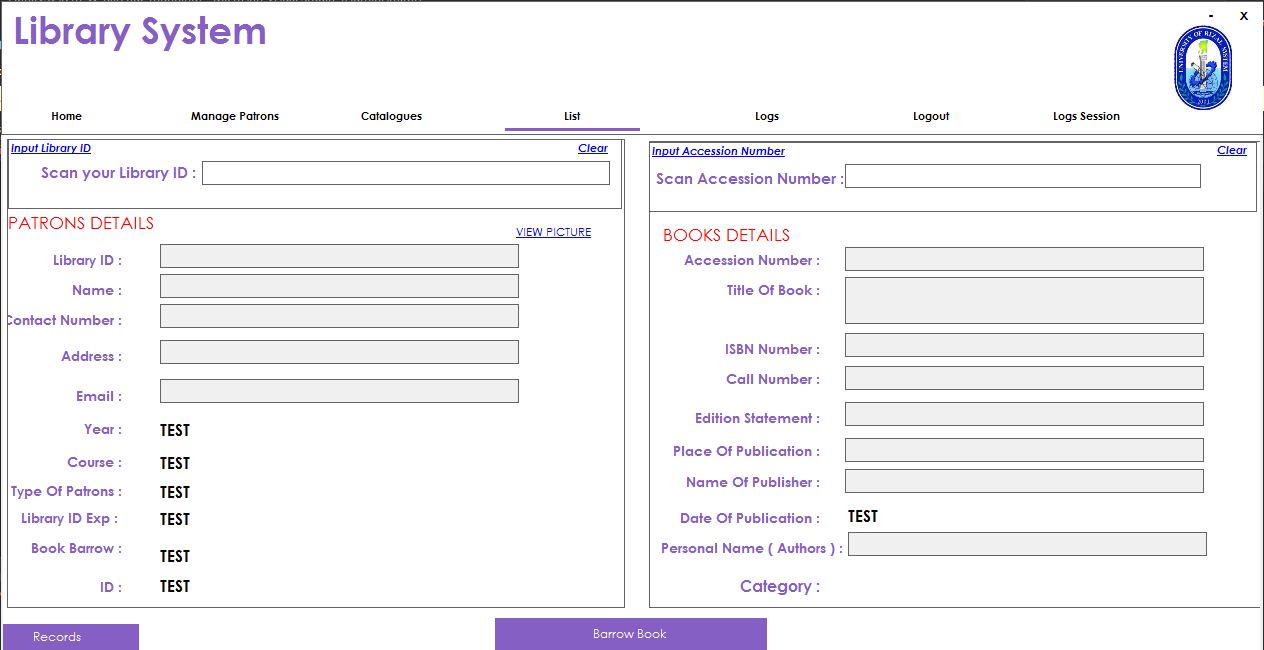 - X
Library System
UNIVERSITY OF RIZAL SYSTEM
Home Manage Patrons Catalogues List Logs Logout Logs Session
Input Library ID Clear
Scan your Library ID :
PATRONS DETAILS
VIEW PICTURE
Library ID :
Name :
Contact Number :
Address :
Email :
Year : TEST
Course : TEST
Type Of Patrons : TEST
Library ID Exp : TEST
Book Barrow : TEST
ID : TEST
Input Accession Number Clear
Scan Accession Number :
BOOKS DETAILS
Accession Number :
Title Of Book :
ISBN Number :
Call Number :
Edition Statement :
Place Of Publication :
Name Of Publisher :
Date Of Publication : TEST
Personal Name ( Authors ) :
Category :
Records
Barrow Book